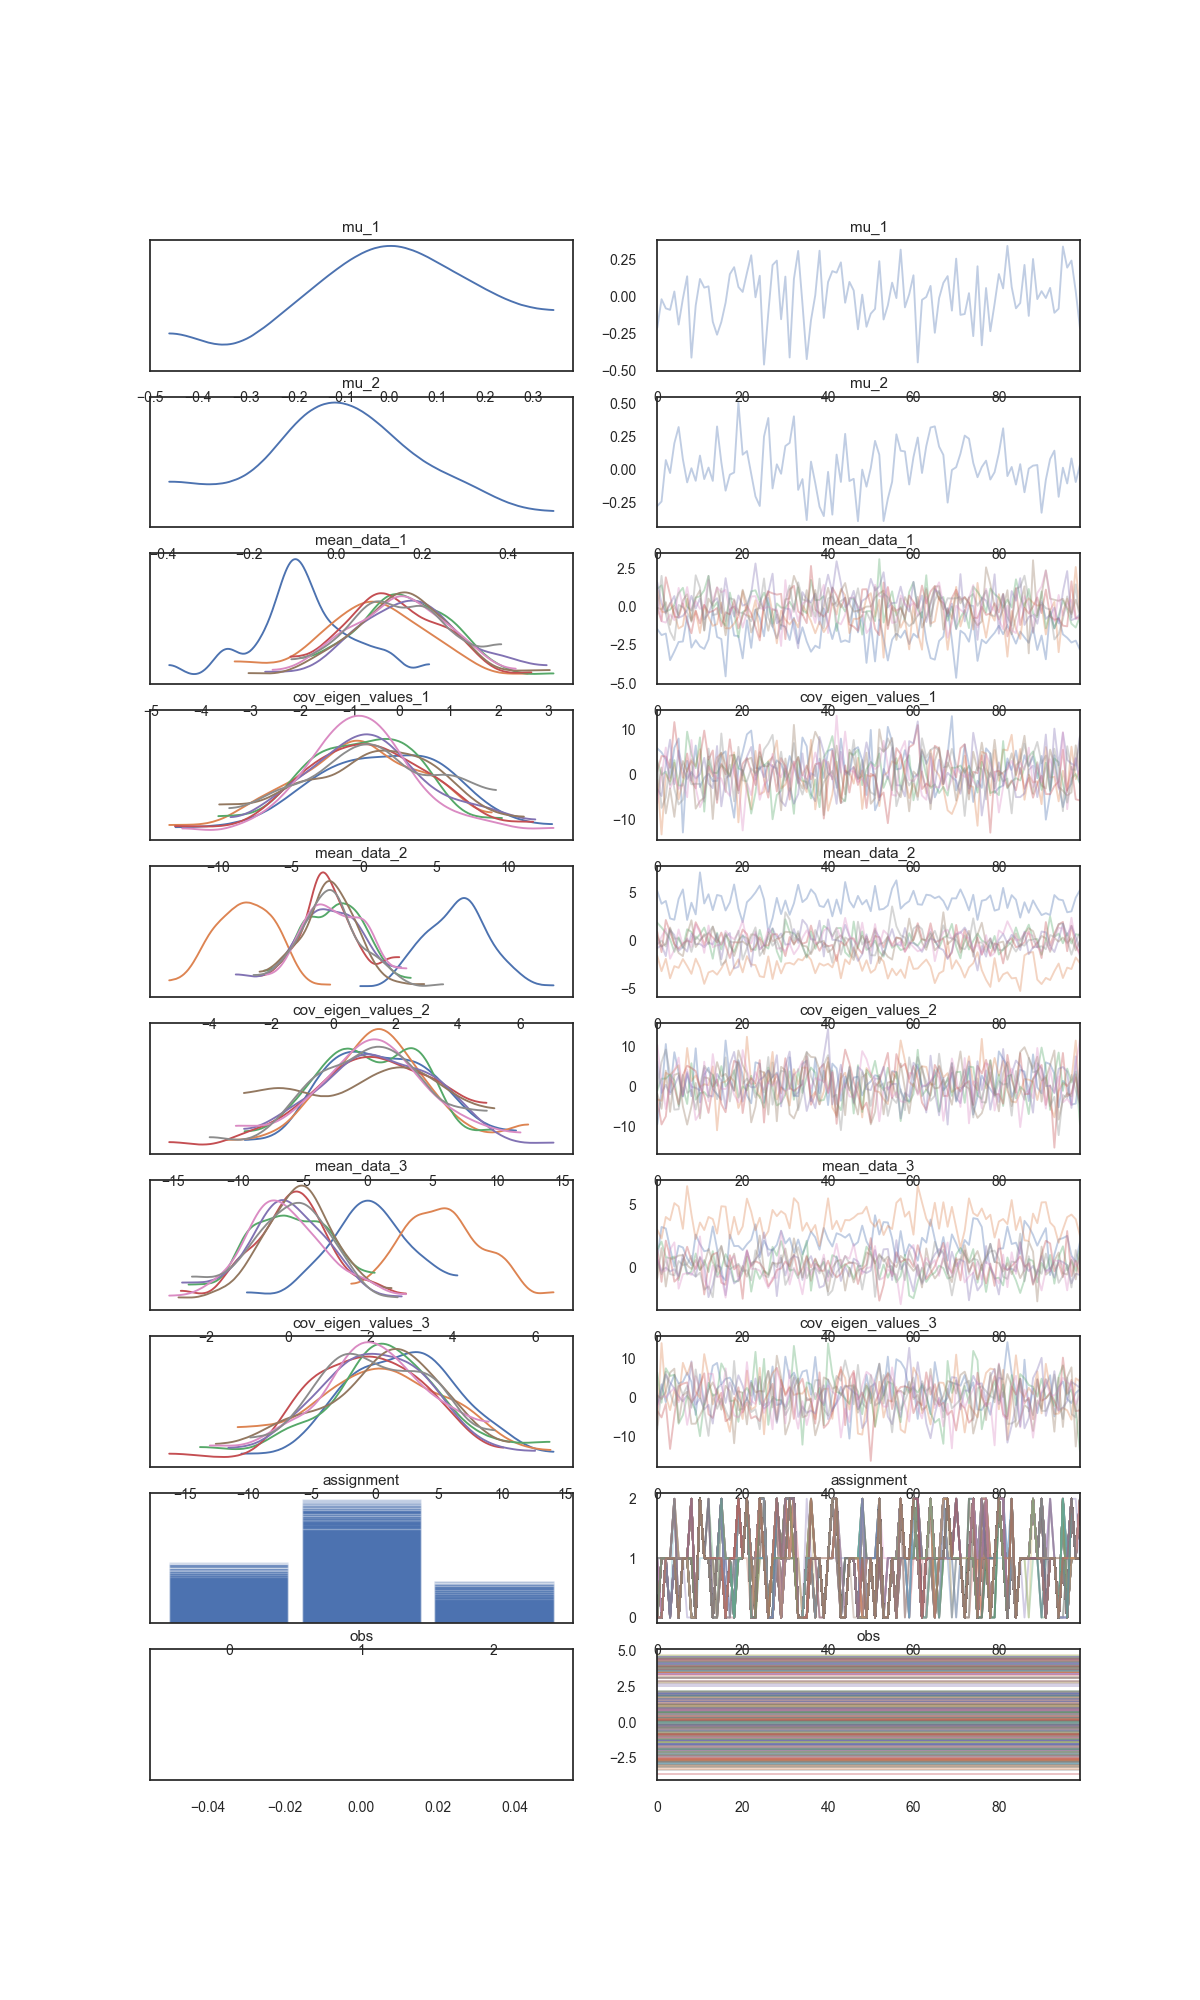 mu_1 mu_1
0.25
0.00
−0.25
−0.50
−0.5 −0.4 −0.3 −0.2 −0.1 0.0 0.1 0.2 0.3 0 20 40 60 80
mu_2 mu_2
0.50
0.25
0.00
−0.25
−0.4 −0.2 0.0 0.2 0.4 0 20 40 60 80
mean_data_1 mean_data_1
2.5
0.0
−2.5
−5.0
−5 −4 −3 −2 −1 0 1 2 3 0 20 40 60 80
cov_eigen_values_1 cov_eigen_values_1
10
0
−10
−10 −5 0 5 10 0 20 40 60 80
mean_data_2 mean_data_2
5
0
−5
−4 −2 0 2 4 6 0 20 40 60 80
cov_eigen_values_2 cov_eigen_values_2
10
0
−10
−15 −10 −5 0 5 10 15 0 20 40 60 80
mean_data_3 mean_data_3
5
0
−2 0 2 4 6 0 20 40 60 80
cov_eigen_values_3 cov_eigen_values_3
10
0
−10
−15 −10 −5 0 5 10 15 0 20 40 60 80
assignment assignment
2
1
0
0 1 2 0 20 40 60 80
obs obs
5.0
2.5
0.0
−2.5
−0.04 −0.02 0.00 0.02 0.04 0 20 40 60 80